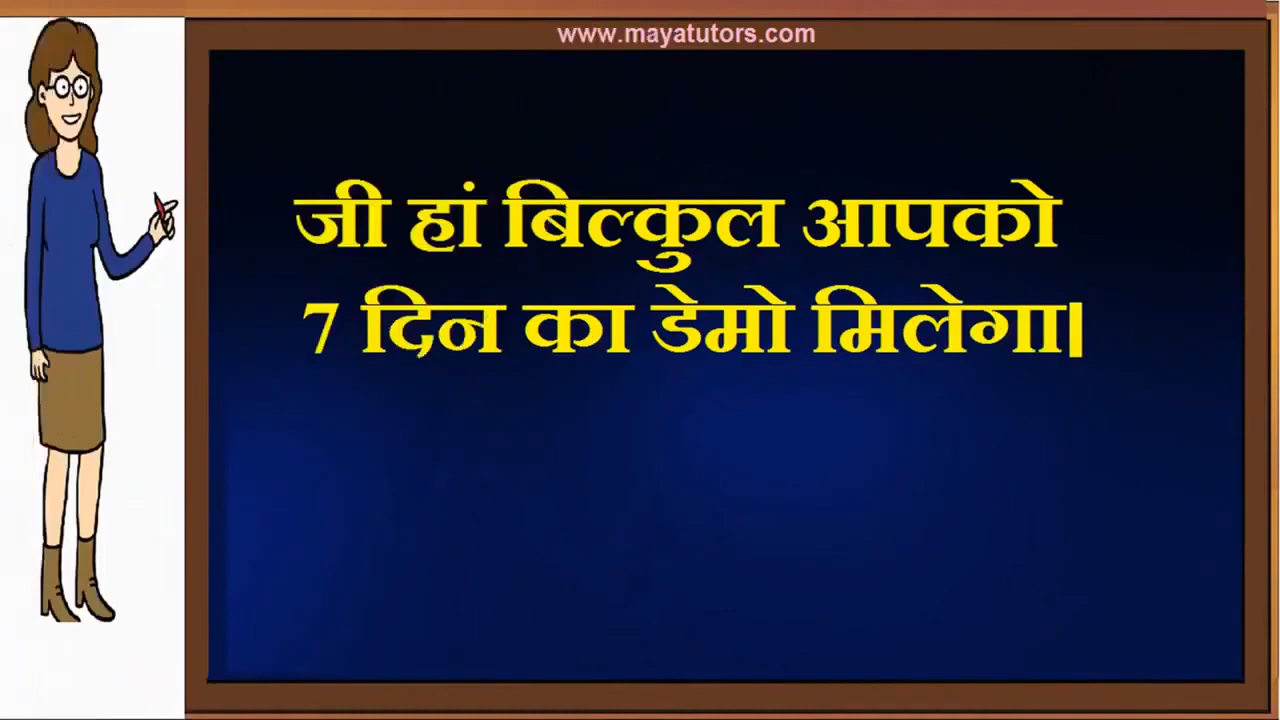 www.mayatutors.com
जी हां बिल्कुल आपको
7 दिन का डेमो मिलेगा।